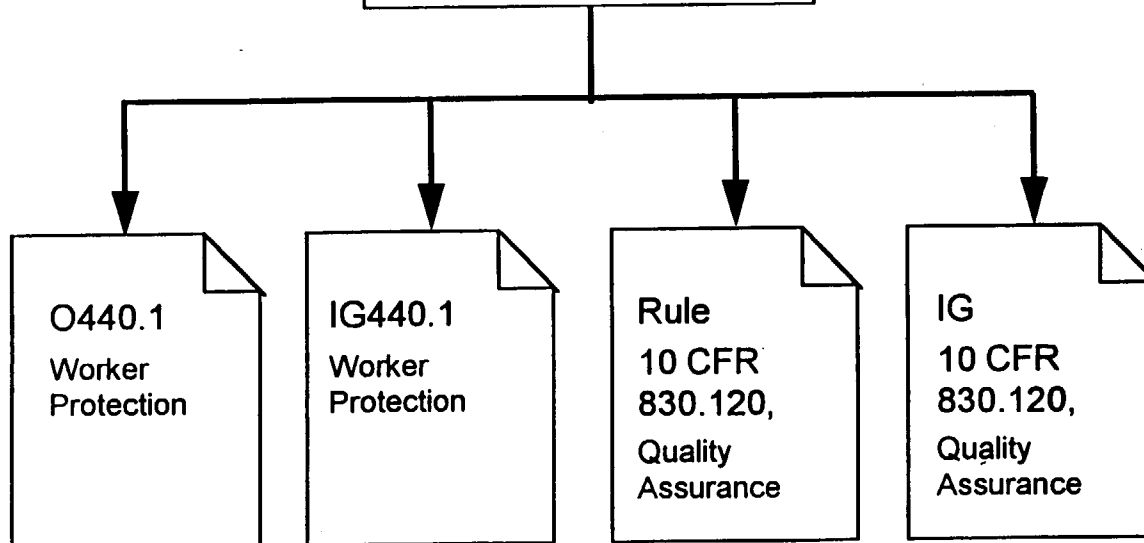 O440.1
Worker
Protection
IG440.1
Worker
Protection
Rule
10 CFR
830.120,
Quality
Assurance
IG
10 CFR
830.120,
Quality
Assurance